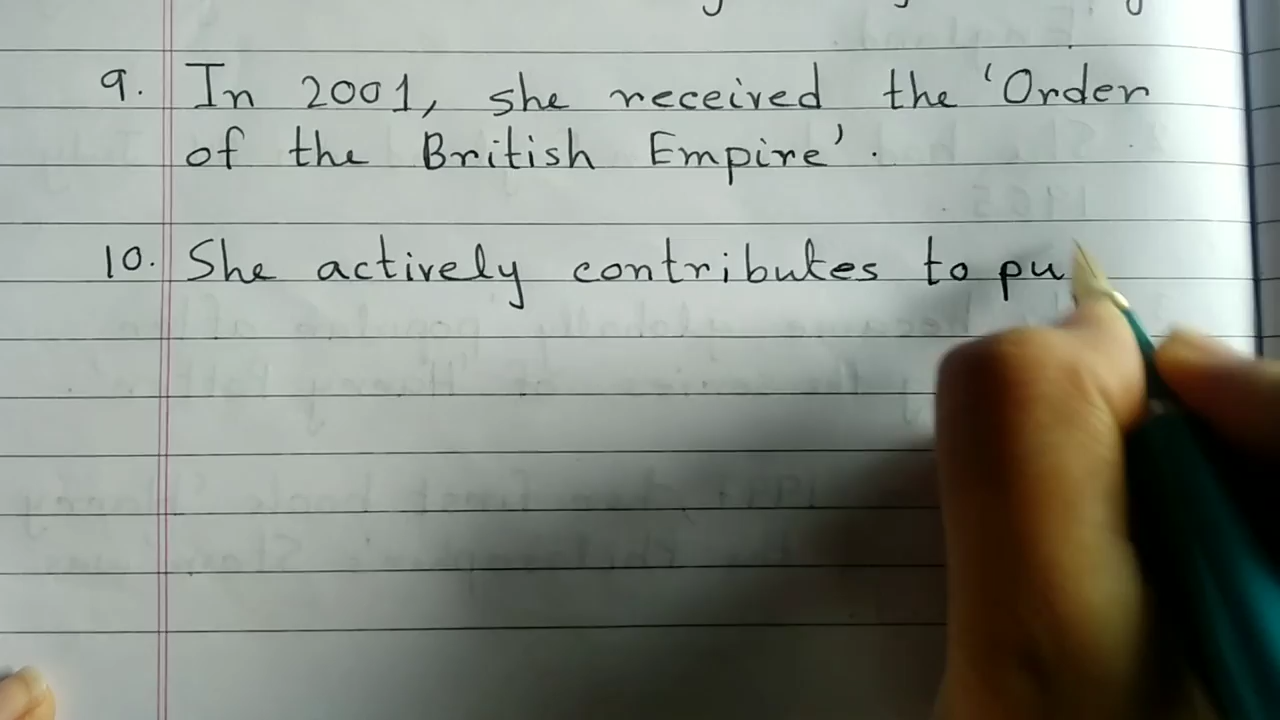 9. In 2001, she received the 'Order
of the British Empire'.
10. She actively contributes to pu